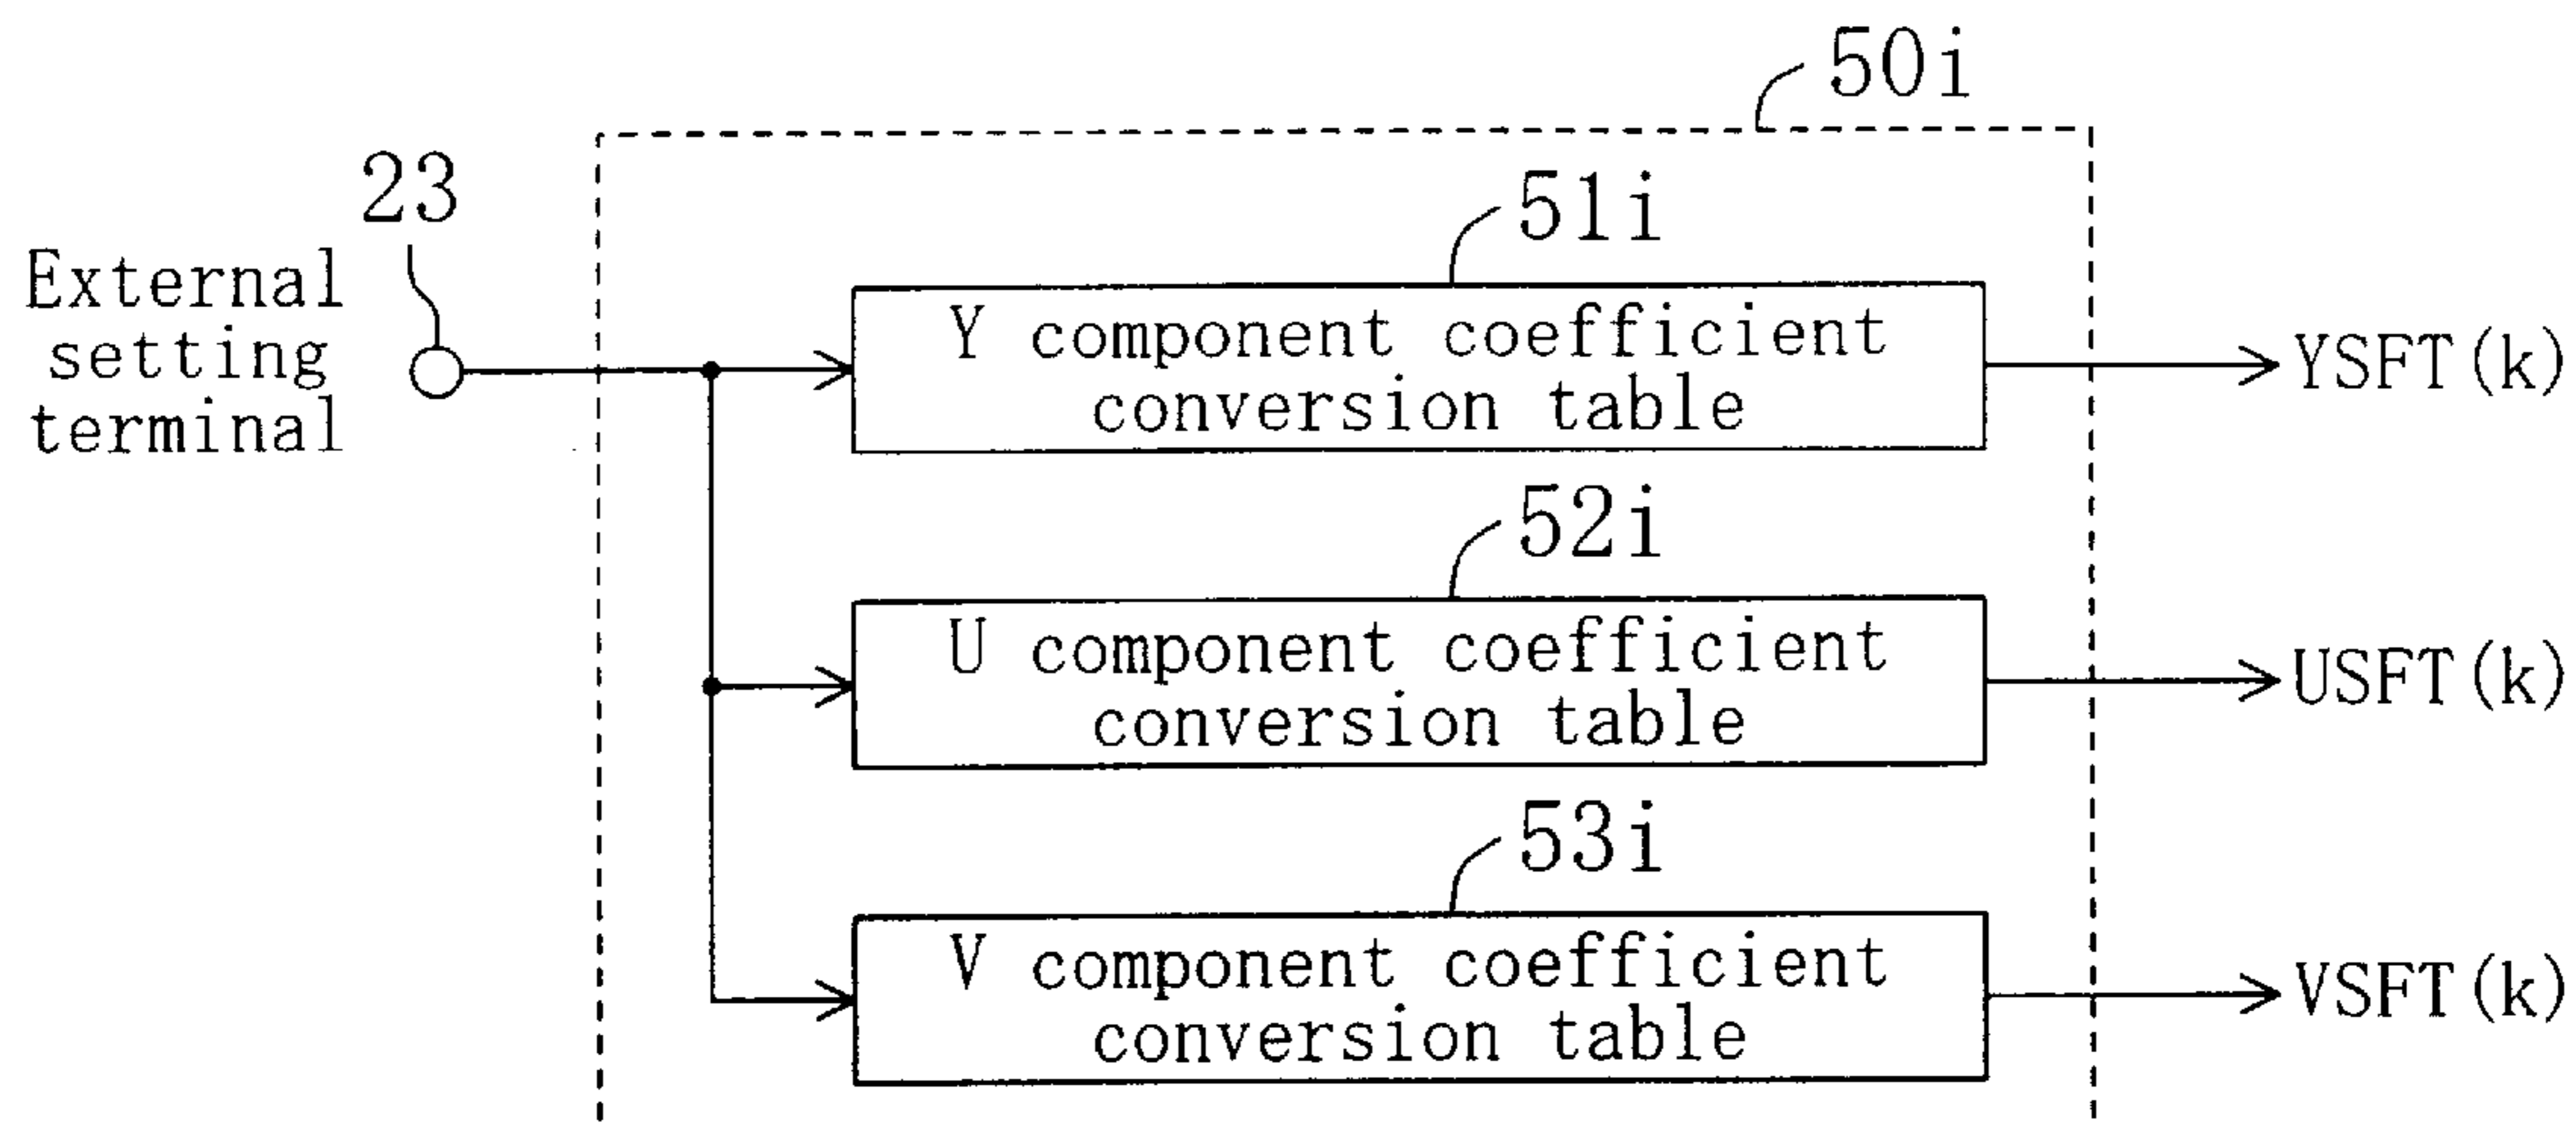 50i
23
External
setting
terminal
51i
Y component coefficient
conversion table
YSFT(k)
52i
U component coefficient
conversion table
USFT(k)
53i
V component coefficient
conversion table
VSFT(k)